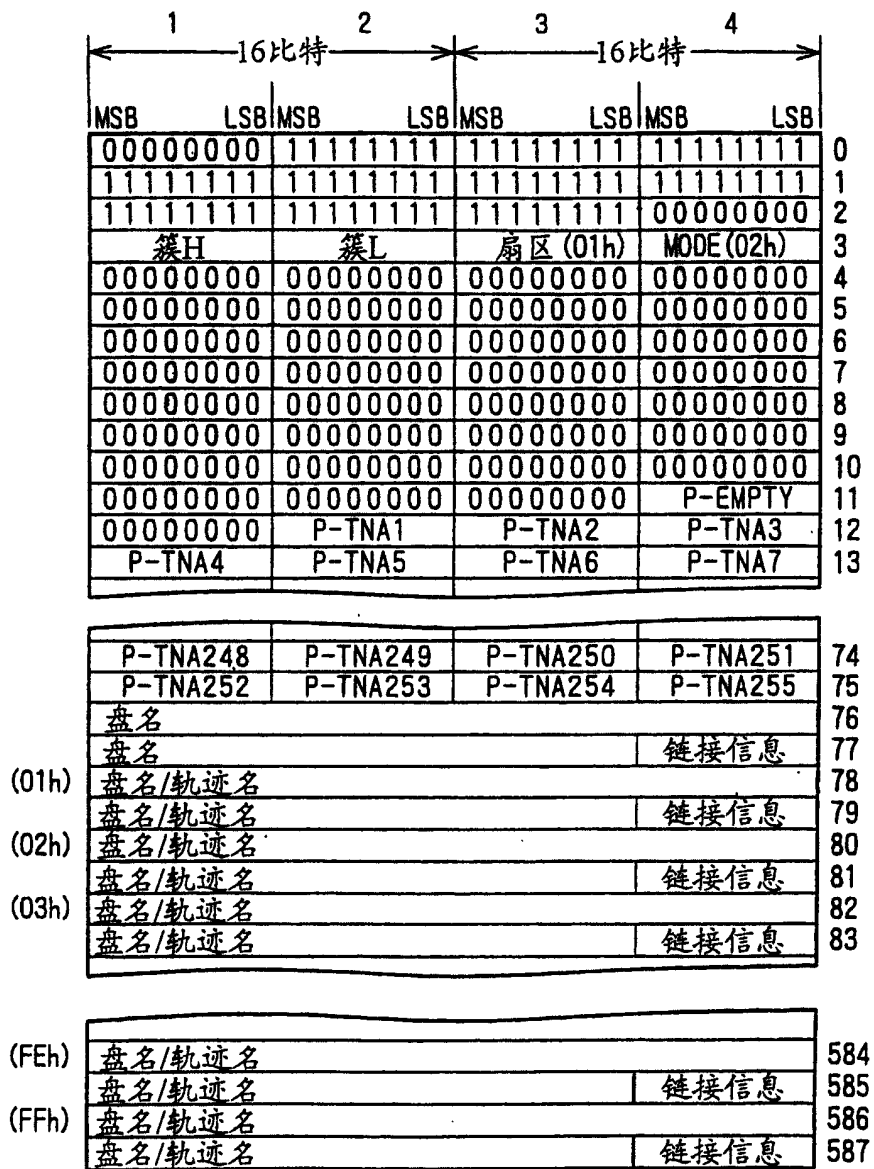 1 2 3 4
16比特 16比特
MSB LSB MSB LSB MSB LSB MSB LSB
00000000 11111111 11111111 11111111 0
11111111 11111111 11111111 11111111 1
11111111 11111111 11111111 00000000 2
簇H 簇L 扇区(01h) MODE(02h) 3
00000000 00000000 00000000 00000000 4
00000000 00000000 00000000 00000000 5
00000000 00000000 00000000 00000000 6
00000000 00000000 00000000 00000000 7
00000000 00000000 00000000 00000000 8
00000000 00000000 00000000 00000000 9
00000000 00000000 00000000 00000000 10
00000000 00000000 00000000 P-EMPTY 11
00000000 P-TNA1 P-TNA2 P-TNA3 12
P-TNA4 P-TNA5 P-TNA6 P-TNA7 13
P-TNA248 P-TNA249 P-TNA250 P-TNA251 74
P-TNA252 P-TNA253 P-TNA254 P-TNA255 75
盘名 76
盘名 链接信息 77
(01h) 盘名/轨迹名 78
盘名/轨迹名 链接信息 79
(02h) 盘名/轨迹名 80
盘名/轨迹名 链接信息 81
(03h) 盘名/轨迹名 82
盘名/轨迹名 链接信息 83
(FEh) 盘名/轨迹名 584
盘名/轨迹名 链接信息 585
(FFh) 盘名/轨迹名 586
盘名/轨迹名 链接信息 587